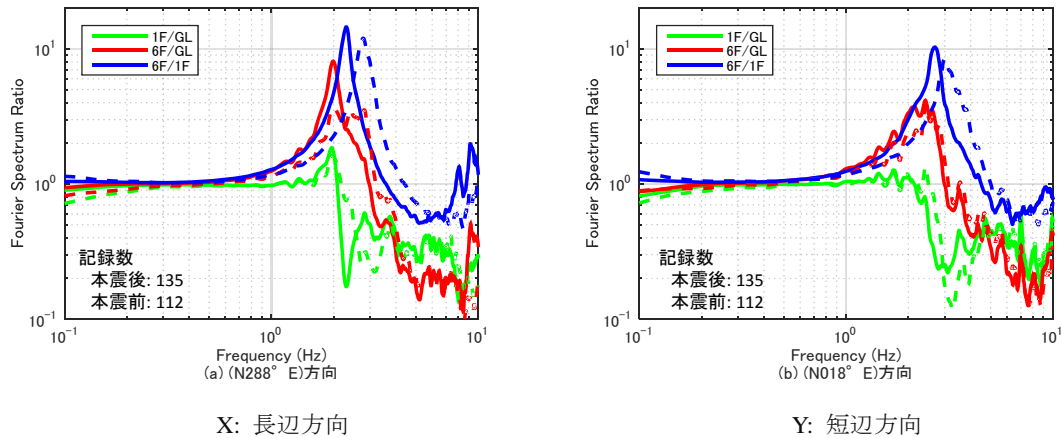 1F/GL
6F/GL
6F/1F
Fourier Spectrum Ratio
10^1
10^0
10^-1
記録数
本震後: 135
本震前: 112
10^-1
10^0
10^1
Frequency (Hz)
(a) (N288° E)方向
X: 長辺方向
1F/GL
6F/GL
6F/1F
Fourier Spectrum Ratio
10^1
10^0
10^-1
記録数
本震後: 135
本震前: 112
10^-1
10^0
10^1
Frequency (Hz)
(b) (N018° E)方向
Y: 短辺方向